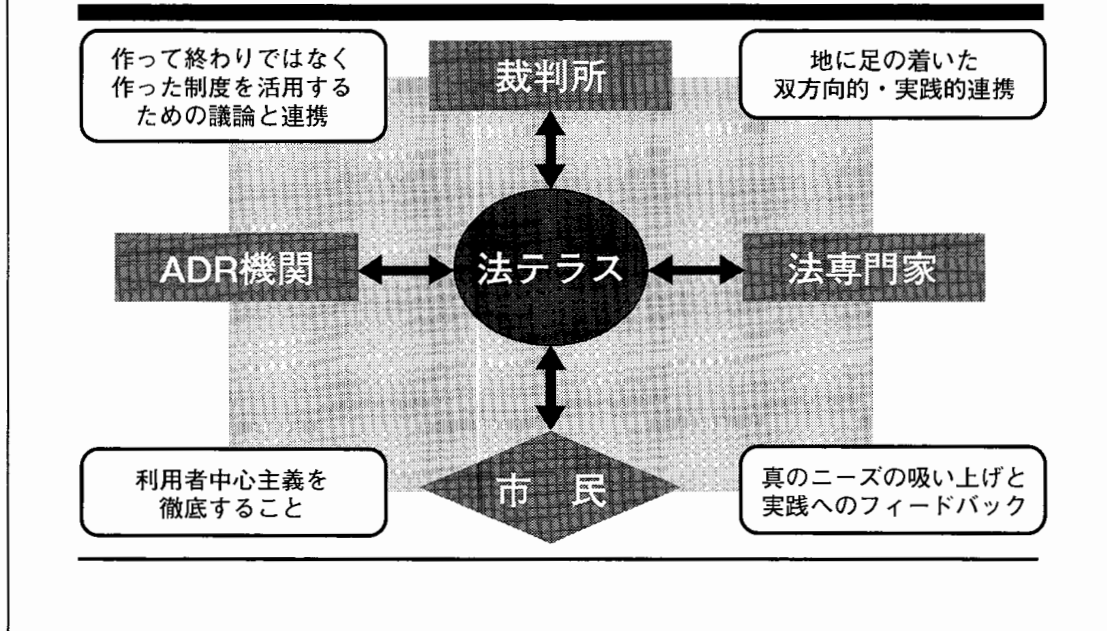 作って終わりではなく
作った制度を活用する
ための議論と連携
裁判所
地に足の着いた
双方向的・実践的連携
ADR機関
法テラス
法専門家
利用者中心主義を
徹底すること
市　民
真のニーズの吸い上げと
実践へのフィードバック